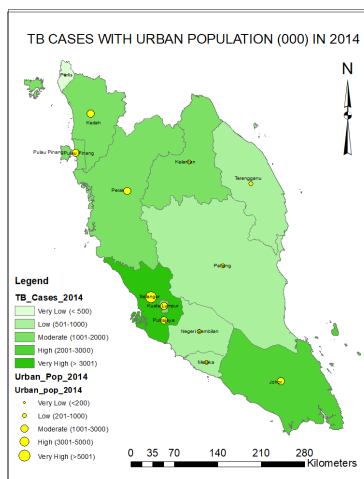 TB CASES WITH URBAN POPULATION (000) IN 2014
N
Perlis
Kedah
Pulau Pinang
Pulau Pinang
Kelantan
Terengganu
Perak
Pahang
Selangor
Kuala Lumpur
Putrajaya
Negeri Sembilan
Melaka
Johor
Legend
TB_Cases_2014
Very Low (< 500)
Low (501-1000)
Moderate (1001-2000)
High (2001-3000)
Very High (> 3001)
Urban_Pop_2014
Urban_pop_2014
Very Low (<200)
Low (201-1000)
Moderate (1001-3000)
High (3001-5000)
Very High (>5001)
0 35 70 140 210 280
Kilometers